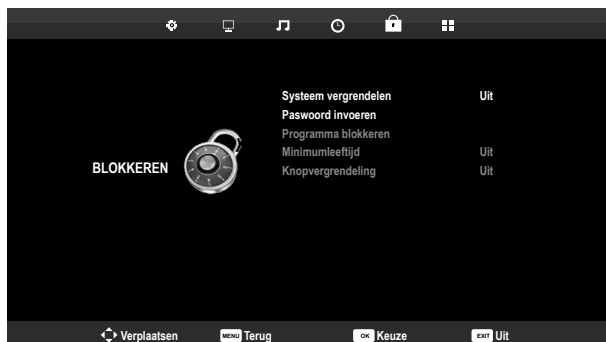 Systeem vergrendelen Uit
Paswoord invoeren
Programma blokkeren
Minimumleeftijd Uit
Knopvergrendeling Uit
BLOKKEREN
Verplaatsen MENU Terug OK Keuze EXIT Uit